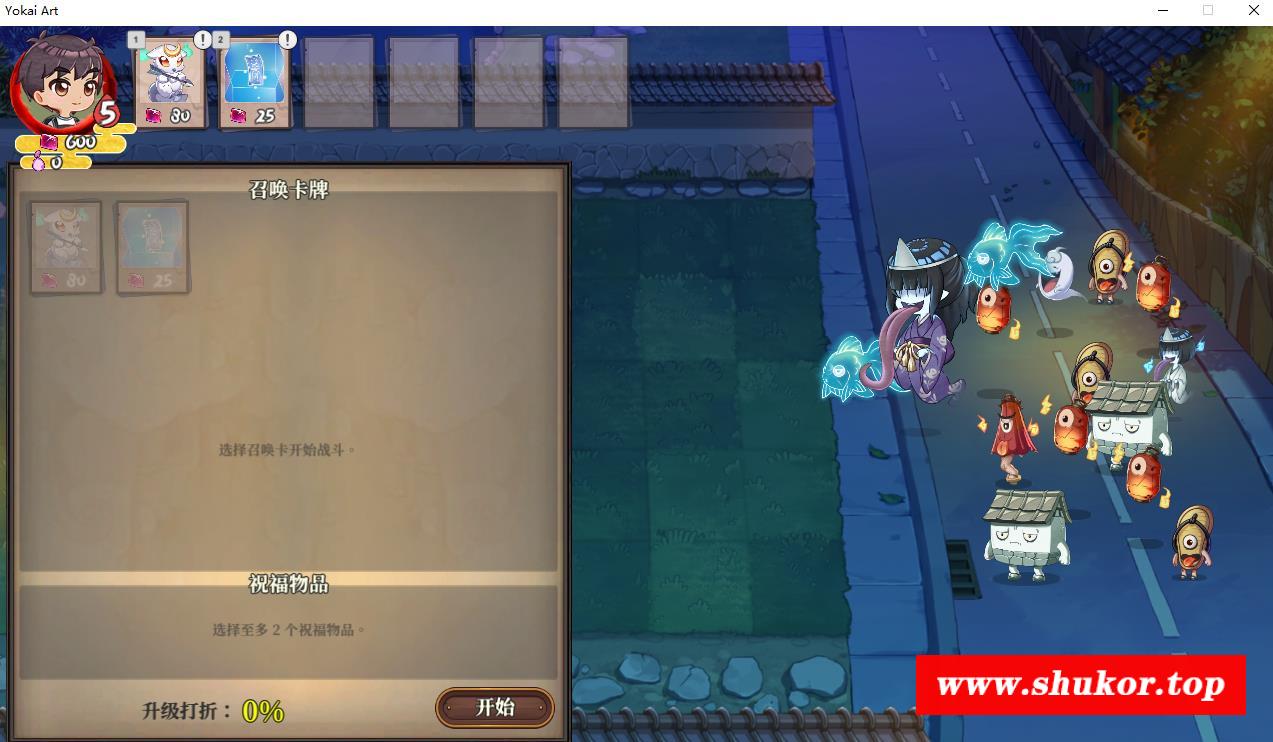 Yokai Art
1
!
2
!
80
25
5
600
0
召唤卡牌
80
25
选择召唤卡开始战斗。
祝福物品
选择至多 2 个祝福物品。
升级打折：0%
开始
www.shukor.top